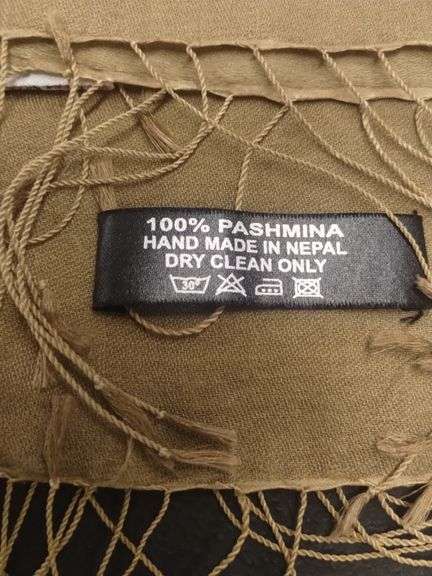 100% PASHMINA
HAND MADE IN NEPAL
DRY CLEAN ONLY
30°